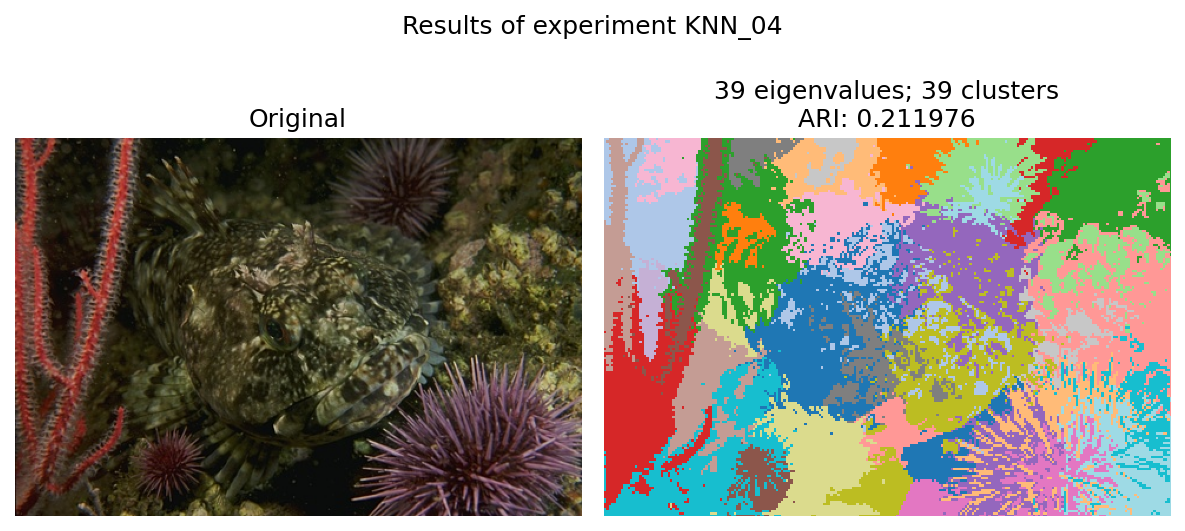 Results of experiment KNN_04
Original
39 eigenvalues; 39 clusters
ARI: 0.211976